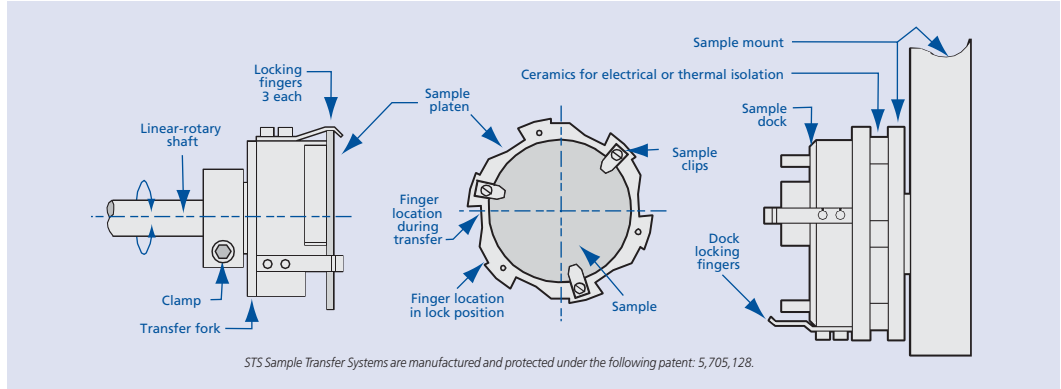 Locking
fingers
3 each
Linear-rotary
shaft
Clamp
Transfer fork
Sample
platen
Finger
location
during
transfer
Finger location
in lock position
Sample
clips
Sample
Sample mount
Ceramics for electrical or thermal isolation
Sample
dock
Dock
locking
fingers
STS Sample Transfer Systems are manufactured and protected under the following patent: 5,705,128.